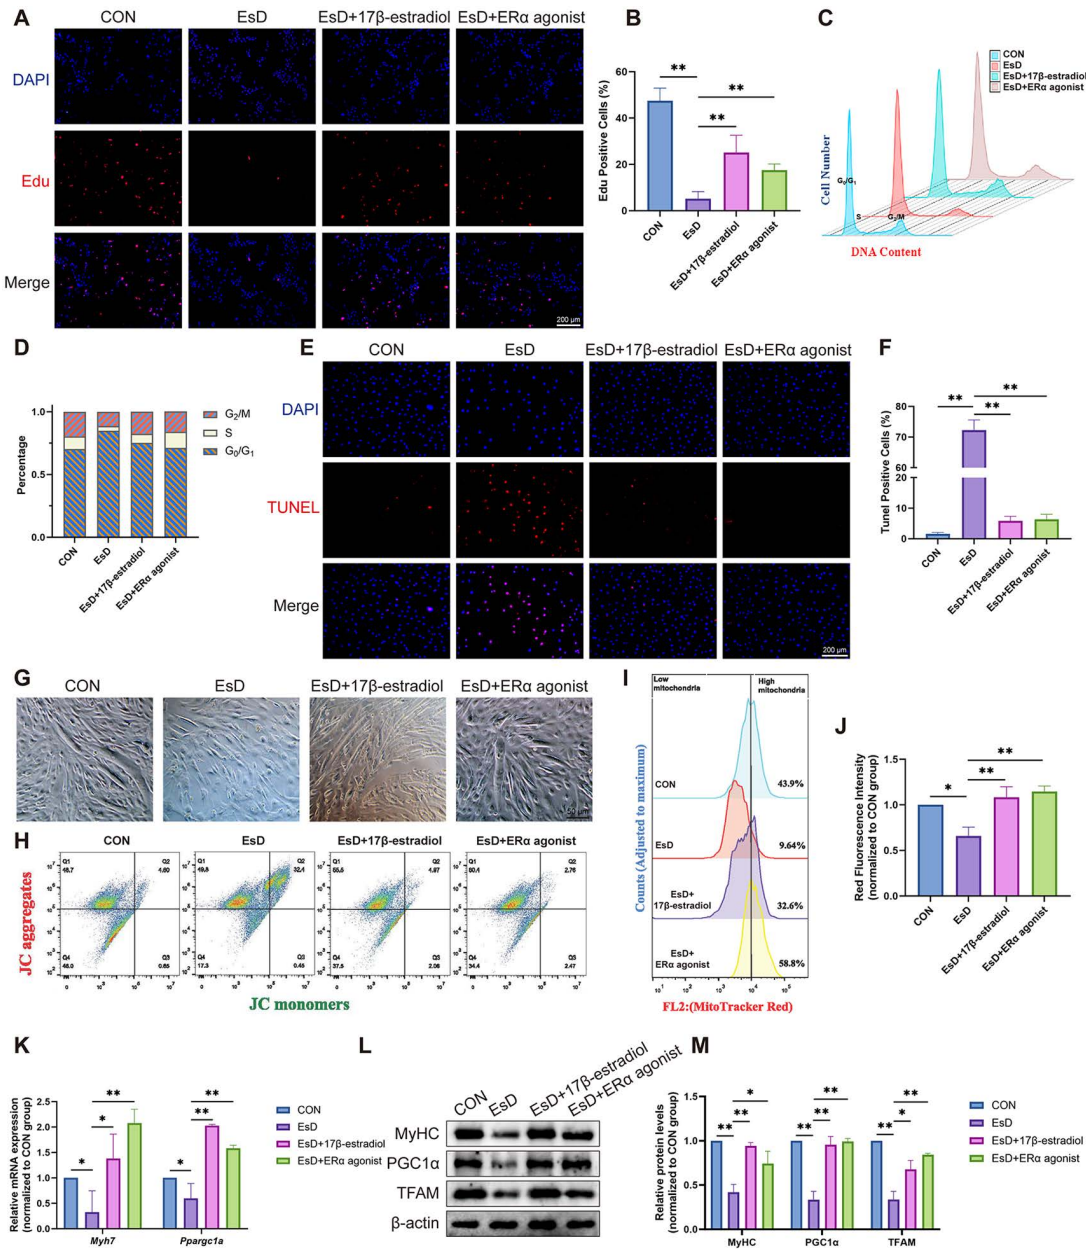 A
CON
EsD
EsD+17β-estradiol
EsD+ERα agonist
DAPI
Edu
Merge
200 μm
B
Edu Positive Cells (%)
60
40
20
0
**
**
**
CON
EsD
EsD+17β-estradiol
EsD+ERα agonist
C
CON
EsD
EsD+17β-estradiol
EsD+ERα agonist
Cell Number
G0/G1
S
G2/M
DNA Content
D
Percentage
1.0
0.5
0.0
G2/M
S
G0/G1
CON
EsD
EsD+17β-estradiol
EsD+ERα agonist
E
CON
EsD
EsD+17β-estradiol
EsD+ERα agonist
DAPI
TUNEL
Merge
200 μm
F
Tunel Positive Cells (%)
80
70
60
20
10
0
**
**
**
CON
EsD
EsD+17β-estradiol
EsD+ERα agonist
G
CON
EsD
EsD+17β-estradiol
EsD+ERα agonist
H
CON
EsD
EsD+17β-estradiol
EsD+ERα agonist
JC aggregates
JC monomers
I
Low mitochondria
High mitochondria
Counts (Adjusted to maximum)
CON
43.9%
EsD
9.64%
EsD+
17β-estradiol
32.6%
EsD+
ERα agonist
58.8%
FL2:(MitoTracker Red)
J
Red Fluorescence Intensity
(normalized to CON group)
1.5
1.0
0.5
0.0
*
**
**
CON
EsD
EsD+17β-estradiol
EsD+ERα agonist
K
Relative mRNA expression
(normalized to CON group)
2.5
2.0
1.5
1.0
0.5
0.0
*
*
**
*
**
**
Myh7
Ppargc1a
CON
EsD
EsD+17β-estradiol
EsD+ERα agonist
L
CON
EsD
EsD+17β-estradiol
EsD+ERα agonist
MyHC
PGC1α
TFAM
β-actin
M
Relative protein levels
(normalized to CON group)
1.5
1.0
0.5
0.0
**
**
*
**
**
**
**
*
**
MyHC
PGC1α
TFAM
CON
EsD
EsD+17β-estradiol
EsD+ERα agonist